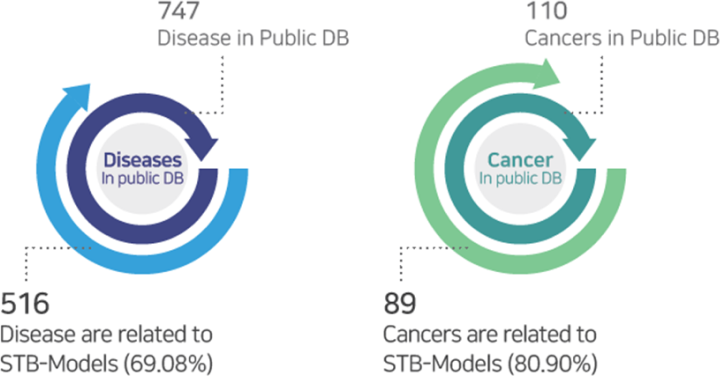 747
Disease in Public DB
Diseases
In public DB
516
Disease are related to
STB-Models (69.08%)
110
Cancers in Public DB
Cancer
In public DB
89
Cancers are related to
STB-Models (80.90%)